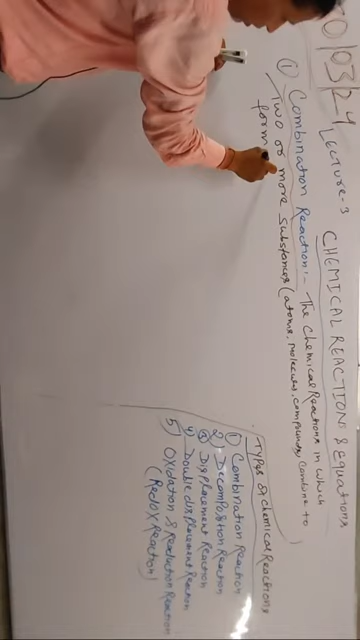 10/03/24
LECTURE-3 CHEMICAL REACTIONS & EQUATIONS
① Combination Reaction:- The chemical Reactions in which
Two or more substances (atoms, molecules, compounds) combine to
form
Types of chemical Reactions
① Combination Reaction
2) Decomposition Reaction
③ Displacement Reaction
4) Double displacement Reaction
5) Oxidation & Reduction Reaction
(Redox Reaction)